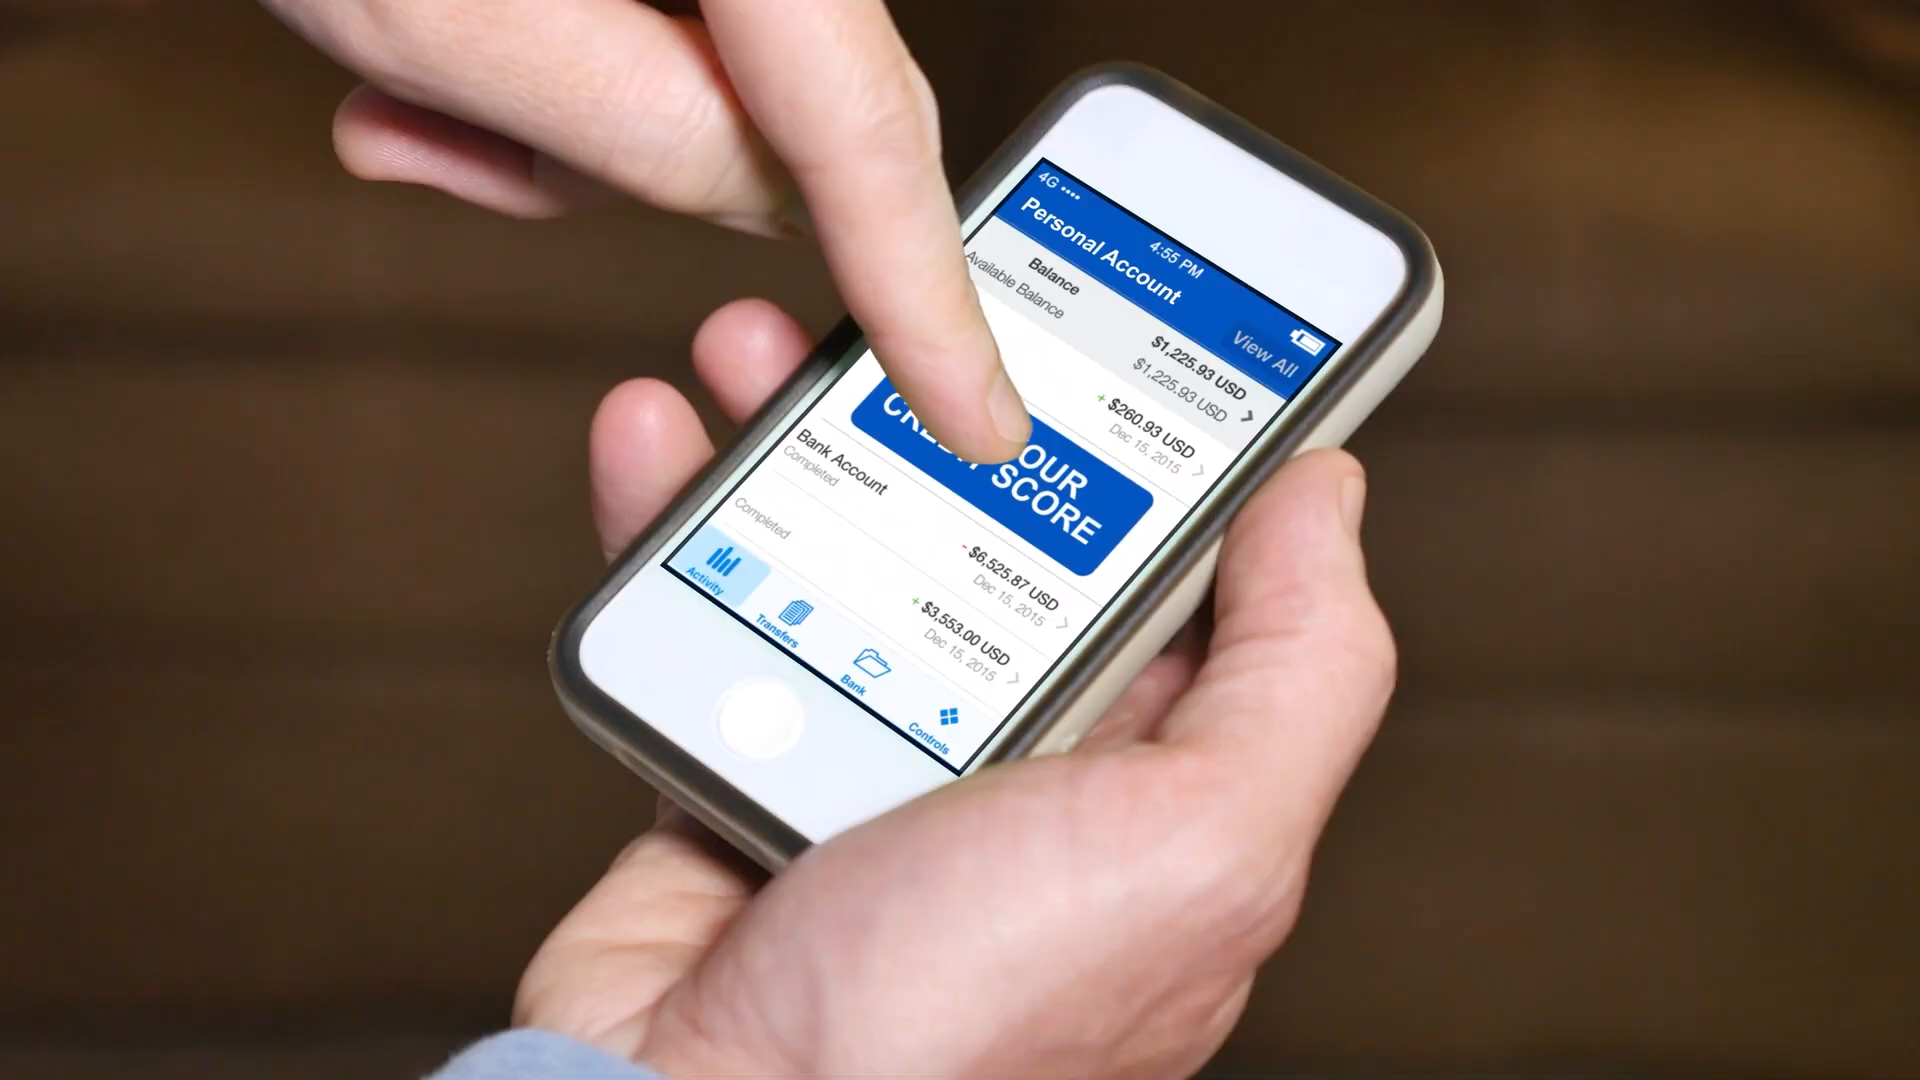 4G
4:55 PM
Personal Account
View All
Balance
$1,225.93 USD
Available Balance
$1,225.93 USD
+ $260.93 USD
Dec 15, 2015
OUR
SCORE
Bank Account
- $6,525.87 USD
Completed
Dec 15, 2015
+ $3,553.00 USD
Completed
Dec 15, 2015
Activity
Transfers
Bank
Controls